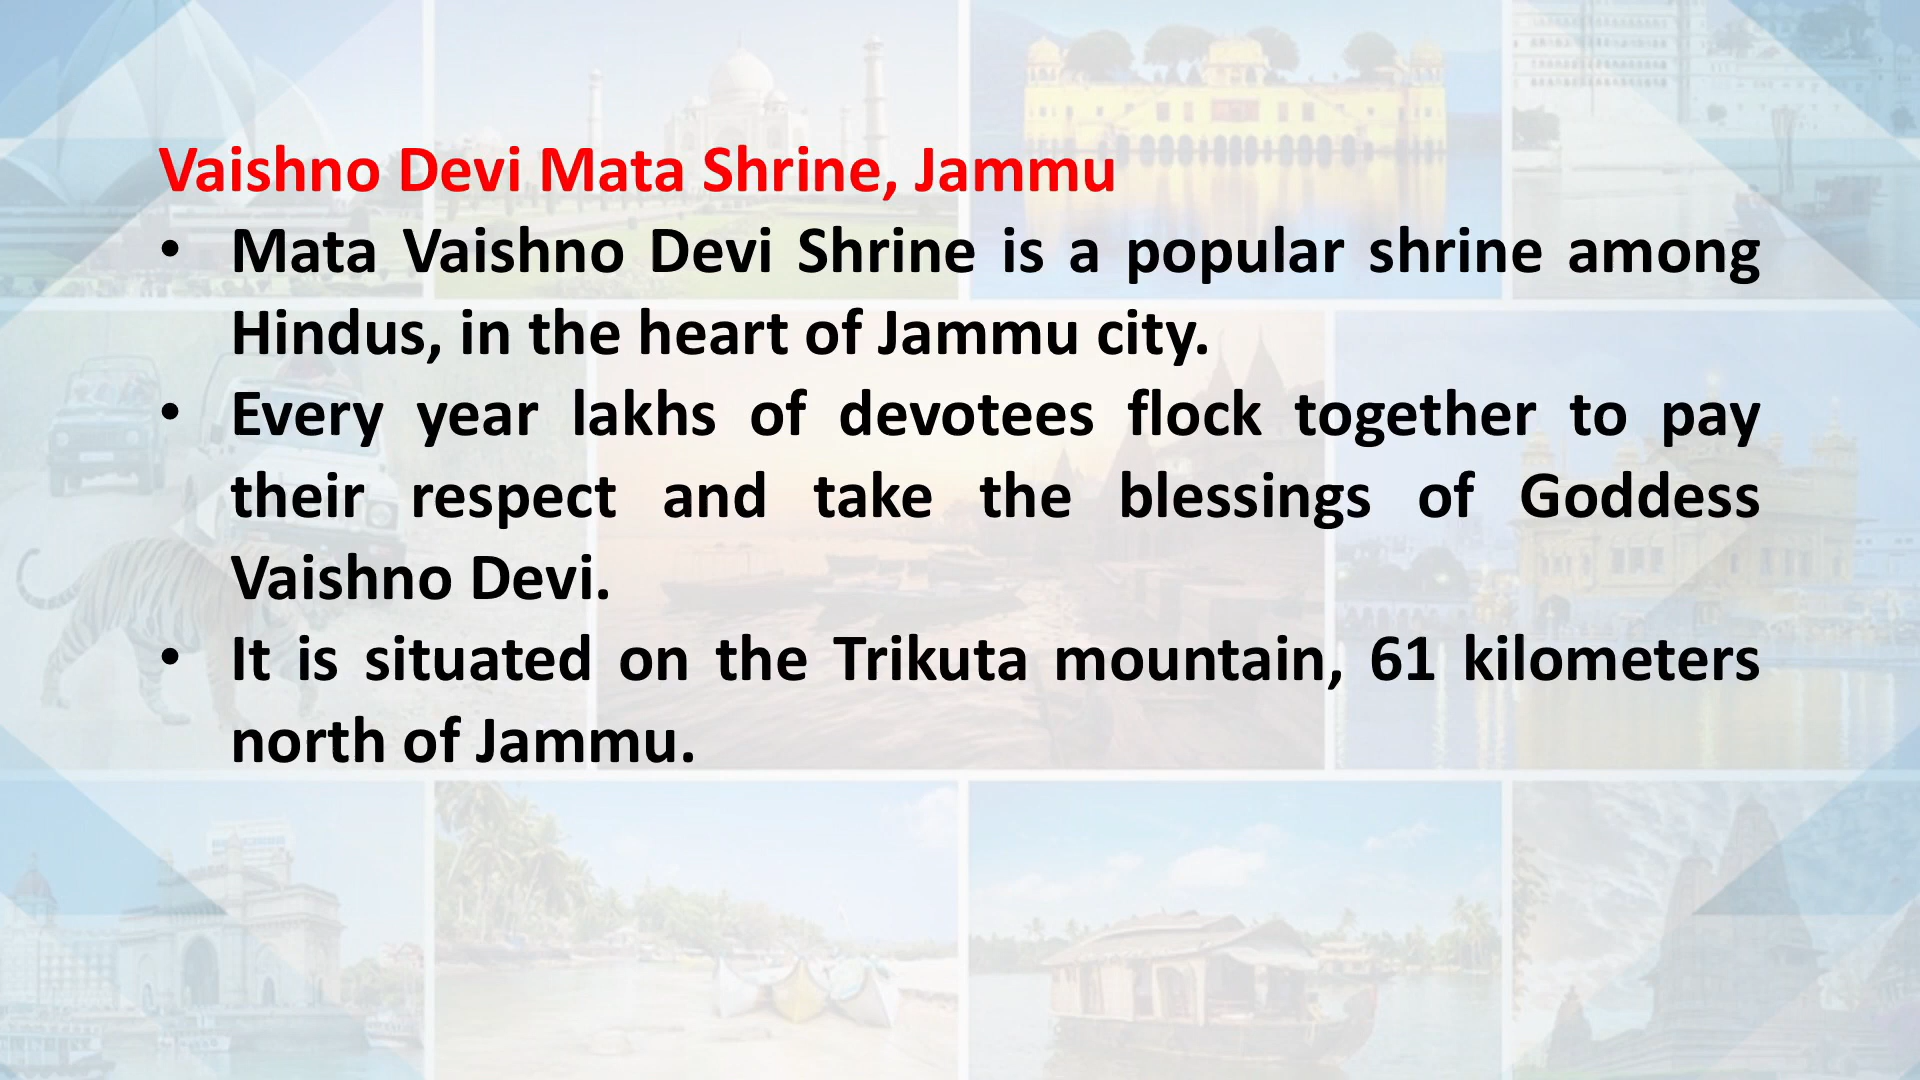 Vaishno Devi Mata Shrine, Jammu
• Mata Vaishno Devi Shrine is a popular shrine among
Hindus, in the heart of Jammu city.
• Every year lakhs of devotees flock together to pay
their respect and take the blessings of Goddess
Vaishno Devi.
• It is situated on the Trikuta mountain, 61 kilometers
north of Jammu.